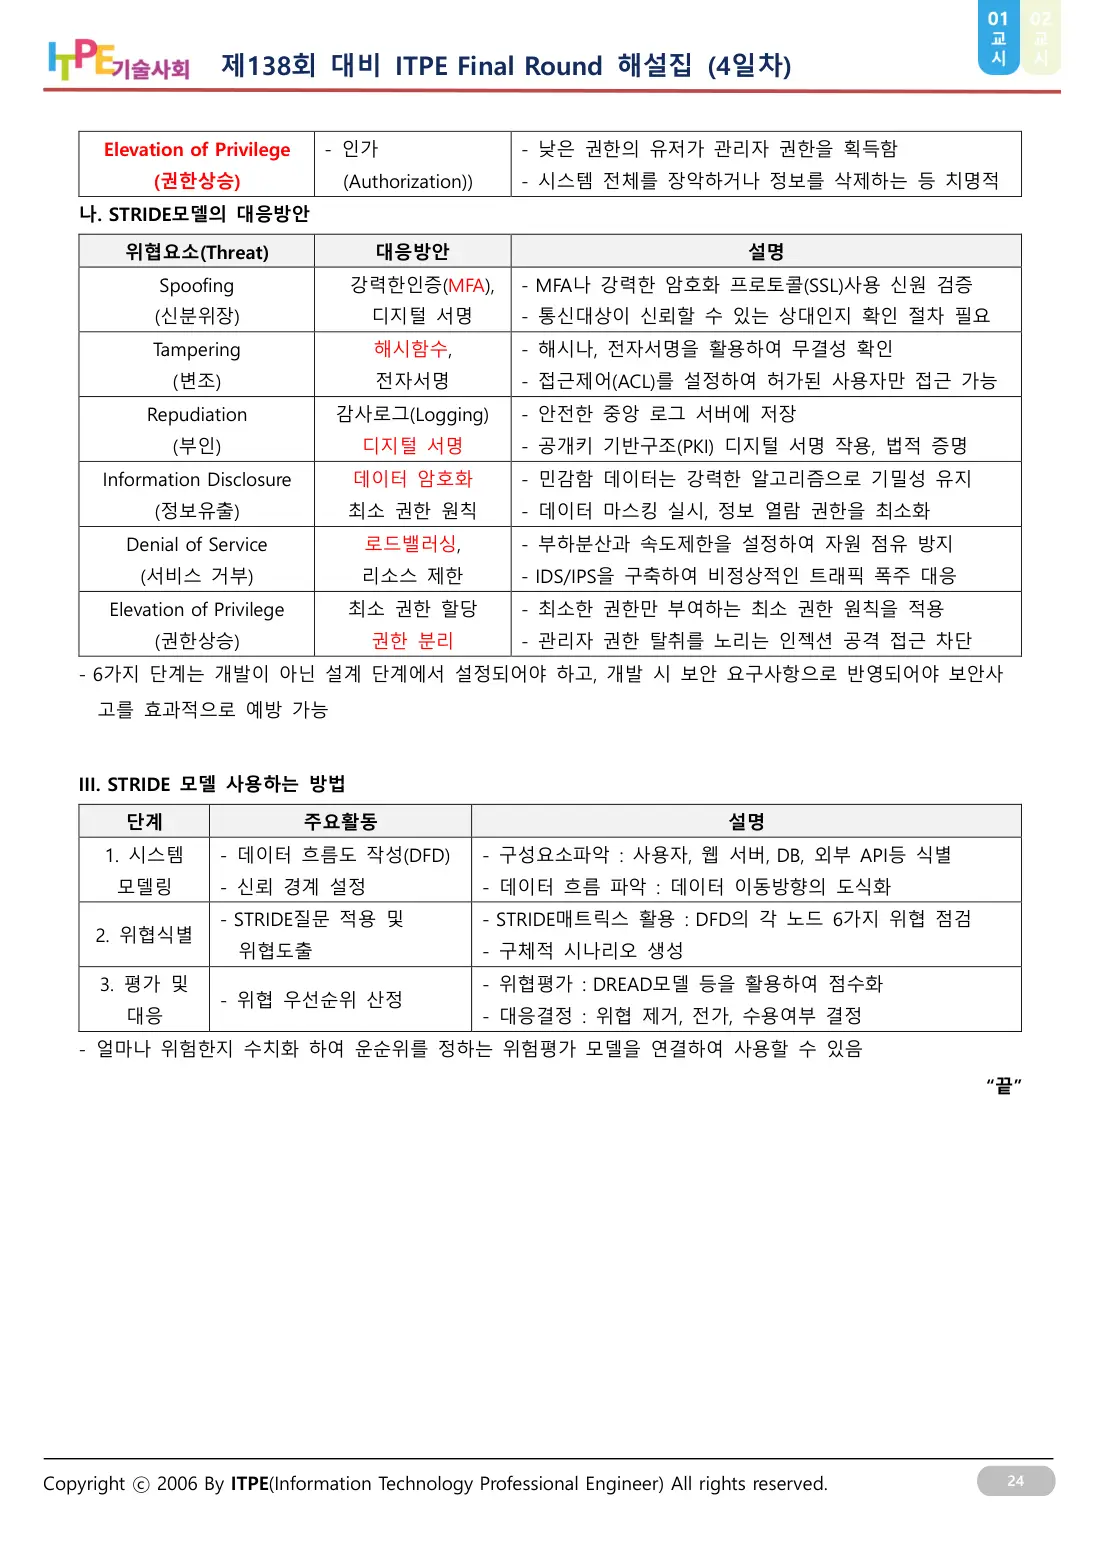 01
교
시
02
교
시
ITPE기술사회 제138회 대비 ITPE Final Round 해설집 (4일차)
Elevation of Privilege
(권한상승)
- 인가
(Authorization))
- 낮은 권한의 유저가 관리자 권한을 획득함
- 시스템 전체를 장악하거나 정보를 삭제하는 등 치명적
나. STRIDE모델의 대응방안
위협요소(Threat) 대응방안 설명
Spoofing
(신분위장)
강력한인증(MFA),
디지털 서명
- MFA나 강력한 암호화 프로토콜(SSL)사용 신원 검증
- 통신대상이 신뢰할 수 있는 상대인지 확인 절차 필요
Tampering
(변조)
해시함수,
전자서명
- 해시나, 전자서명을 활용하여 무결성 확인
- 접근제어(ACL)를 설정하여 허가된 사용자만 접근 가능
Repudiation
(부인)
감사로그(Logging)
디지털 서명
- 안전한 중앙 로그 서버에 저장
- 공개키 기반구조(PKI) 디지털 서명 작용, 법적 증명
Information Disclosure
(정보유출)
데이터 암호화
최소 권한 원칙
- 민감함 데이터는 강력한 알고리즘으로 기밀성 유지
- 데이터 마스킹 실시, 정보 열람 권한을 최소화
Denial of Service
(서비스 거부)
로드밸러싱,
리소스 제한
- 부하분산과 속도제한을 설정하여 자원 점유 방지
- IDS/IPS을 구축하여 비정상적인 트래픽 폭주 대응
Elevation of Privilege
(권한상승)
최소 권한 할당
권한 분리
- 최소한 권한만 부여하는 최소 권한 원칙을 적용
- 관리자 권한 탈취를 노리는 인젝션 공격 접근 차단
- 6가지 단계는 개발이 아닌 설계 단계에서 설정되어야 하고, 개발 시 보안 요구사항으로 반영되어야 보안사
고를 효과적으로 예방 가능
III. STRIDE 모델 사용하는 방법
단계 주요활동 설명
1. 시스템
모델링
- 데이터 흐름도 작성(DFD)
- 신뢰 경계 설정
- 구성요소파악 : 사용자, 웹 서버, DB, 외부 API등 식별
- 데이터 흐름 파악 : 데이터 이동방향의 도식화
2. 위협식별
- STRIDE질문 적용 및
위협도출
- STRIDE매트릭스 활용 : DFD의 각 노드 6가지 위협 점검
- 구체적 시나리오 생성
3. 평가 및
대응
- 위협 우선순위 산정
- 위협평가 : DREAD모델 등을 활용하여 점수화
- 대응결정 : 위협 제거, 전가, 수용여부 결정
- 얼마나 위험한지 수치화 하여 운순위를 정하는 위험평가 모델을 연결하여 사용할 수 있음
“끝”
Copyright ⓒ 2006 By ITPE(Information Technology Professional Engineer) All rights reserved.
24